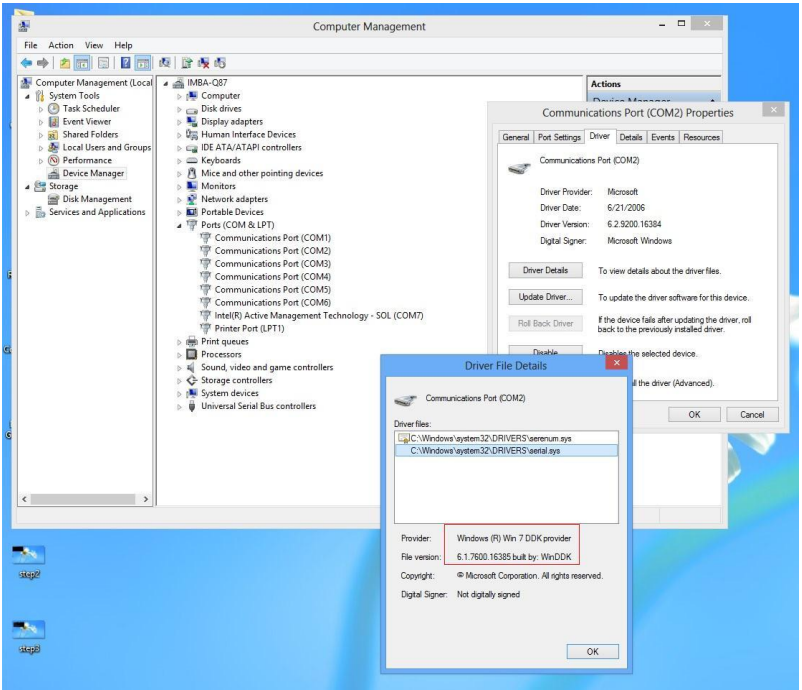 Computer Management
File Action View Help
Computer Management (Local
System Tools
Task Scheduler
Event Viewer
Shared Folders
Local Users and Groups
Performance
Device Manager
Storage
Disk Management
Services and Applications
IMBA-Q87
Computer
Disk drives
Display adapters
Human Interface Devices
IDE ATA/ATAPI controllers
Keyboards
Mice and other pointing devices
Monitors
Network adapters
Portable Devices
Ports (COM & LPT)
Communications Port (COM1)
Communications Port (COM2)
Communications Port (COM3)
Communications Port (COM4)
Communications Port (COM5)
Communications Port (COM6)
Intel(R) Active Management Technology - SOL (COM7)
Printer Port (LPT1)
Print queues
Processors
Sound, video and game controllers
Storage controllers
System devices
Universal Serial Bus controllers
Actions
Device Manager
Communications Port (COM2) Properties
General Port Settings Driver Details Events Resources
Communications Port (COM2)
Driver Provider: Microsoft
Driver Date: 6/21/2006
Driver Version: 6.2.9200.16384
Digital Signer: Microsoft Windows
Driver Details To view details about the driver files.
Update Driver... To update the driver software for this device.
Roll Back Driver If the device fails after updating the driver, roll
back to the previously installed driver.
Disable Disables the selected device.
ll the driver (Advanced).
OK Cancel
Driver File Details
Communications Port (COM2)
Driver files:
C:\Windows\system32\DRIVERS\serenum.sys
C:\Windows\system32\DRIVERS\serial.sys
Provider: Windows (R) Win 7 DDK provider
File version: 6.1.7600.16385 built by: WinDDK
Copyright: © Microsoft Corporation. All rights reserved.
Digital Signer: Not digitally signed
OK
step2
step3